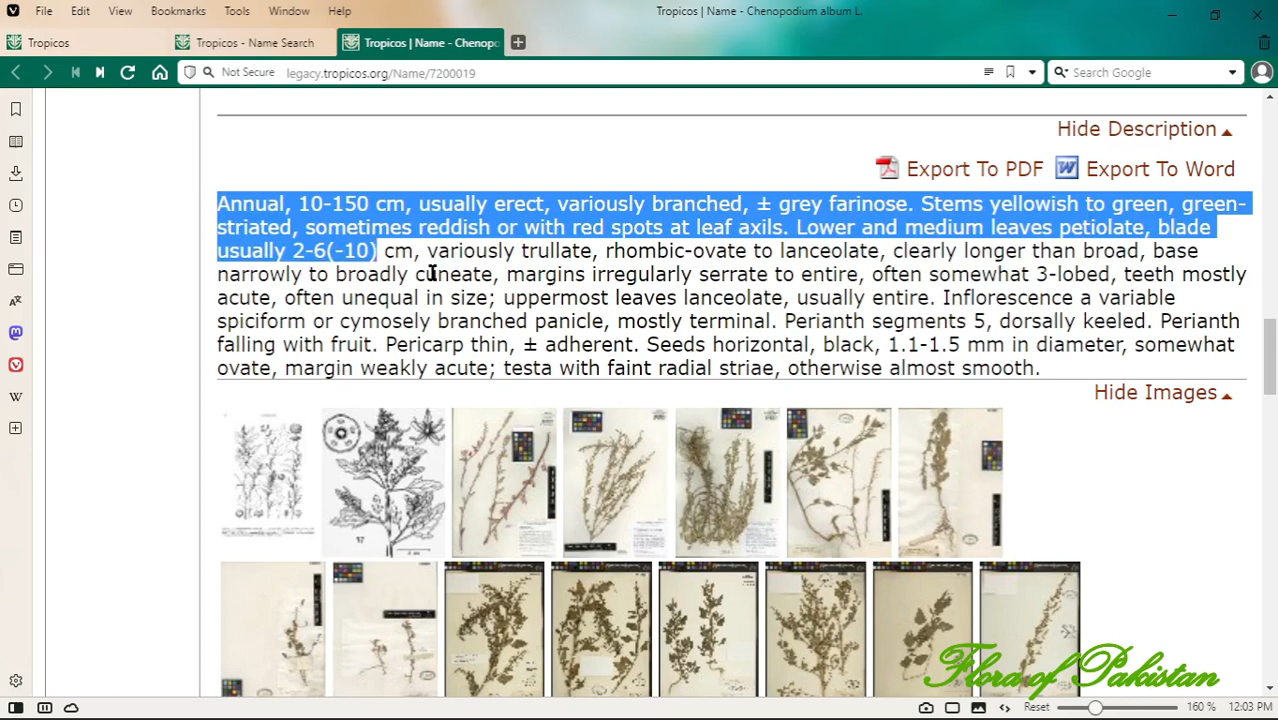 File Edit View Bookmarks Tools Window Help
Tropicos | Name - Chenopodium album L.
Tropicos
Tropicos - Name Search
Tropicos | Name - Chenopo
Not Secure legacy.tropicos.org/Name/7200019
Search Google
Hide Description
Export To PDF Export To Word
Annual, 10-150 cm, usually erect, variously branched, ± grey farinose. Stems yellowish to green, green-
striated, sometimes reddish or with red spots at leaf axils. Lower and medium leaves petiolate, blade
usually 2-6(-10) cm, variously trullate, rhombic-ovate to lanceolate, clearly longer than broad, base
narrowly to broadly cuneate, margins irregularly serrate to entire, often somewhat 3-lobed, teeth mostly
acute, often unequal in size; uppermost leaves lanceolate, usually entire. Inflorescence a variable
spiciform or cymosely branched panicle, mostly terminal. Perianth segments 5, dorsally keeled. Perianth
falling with fruit. Pericarp thin, ± adherent. Seeds horizontal, black, 1.1-1.5 mm in diameter, somewhat
ovate, margin weakly acute; testa with faint radial striae, otherwise almost smooth.
Hide Images
Flora of Pakistan
Reset 160 % 12:03 PM